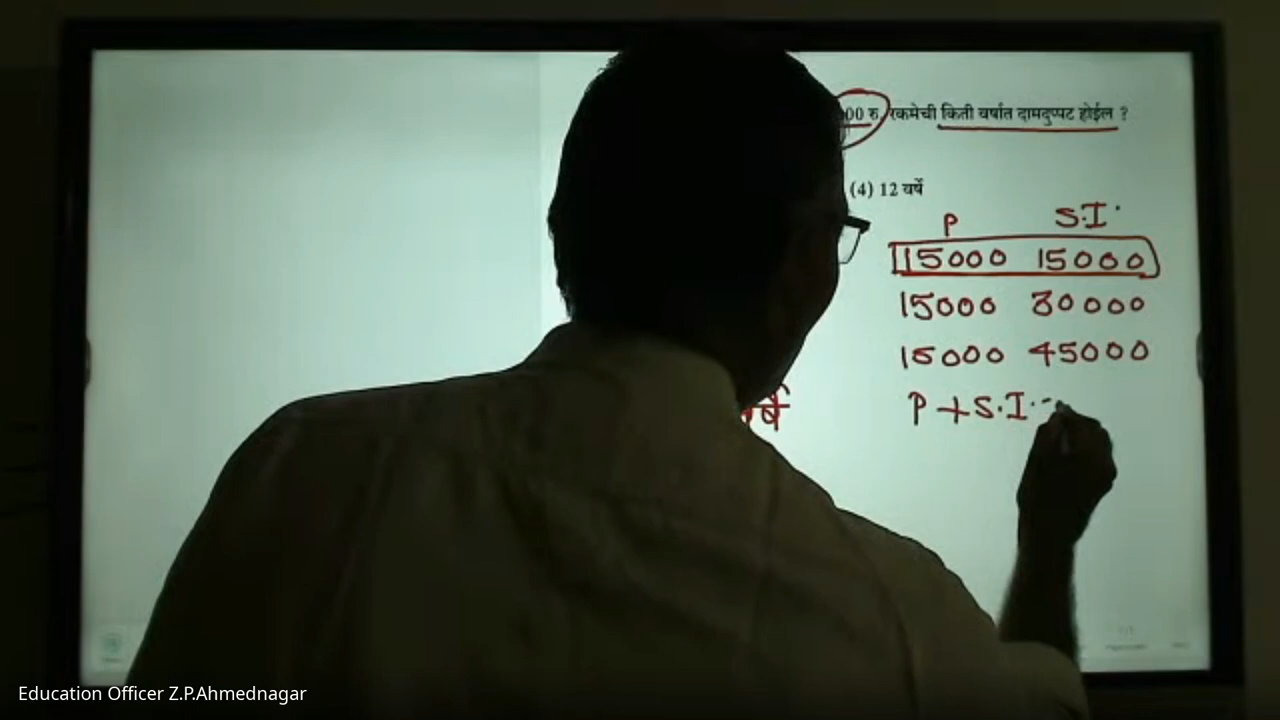 00 रु. रकमेची किती वर्षात दामदुप्पट होईल ?
(4) 12 वर्षे
P S.I.
15000 15000
15000 30000
15000 45000
P + S.I. =
Education Officer Z.P.Ahmednagar